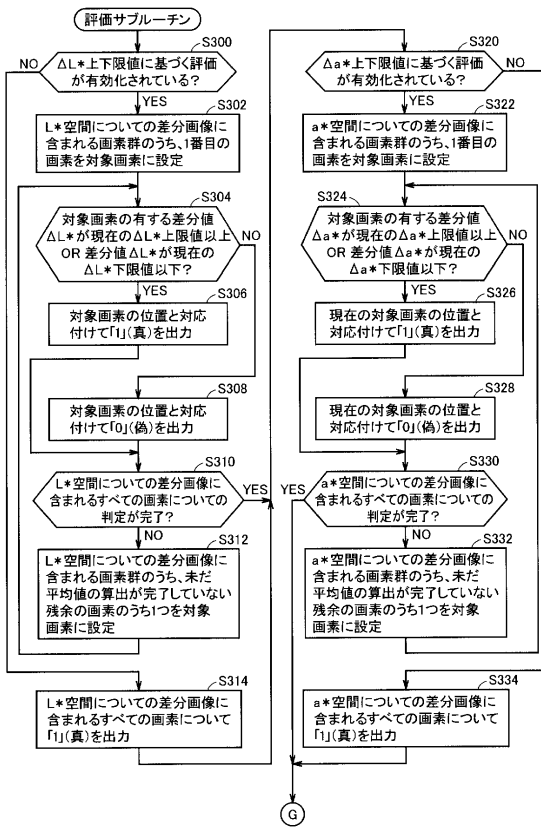 評価サブルーチン
S300
NO
ΔL*上下限値に基づく評価
が有効化されている?
YES
S302
L*空間についての差分画像に
含まれる画素群のうち、1番目の
画素を対象画素に設定
S304
対象画素の有する差分値
ΔL*が現在のΔL*上限値以上
OR 差分値ΔL*が現在の
ΔL*下限値以下?
NO
YES
S306
対象画素の位置と対応
付けて「1」(真)を出力
S308
対象画素の位置と対応
付けて「0」(偽)を出力
S310
L*空間についての差分画像に
含まれるすべての画素についての
判定が完了?
YES
NO
S312
L*空間についての差分画像に
含まれる画素群のうち、未だ
平均値の算出が完了していない
残余の画素のうち1つを対象
画素に設定
S314
L*空間についての差分画像に
含まれるすべての画素について
「1」(真)を出力
S320
Δa*上下限値に基づく評価
が有効化されている?
NO
YES
S322
a*空間についての差分画像に
含まれる画素群のうち、1番目の
画素を対象画素に設定
S324
対象画素の有する差分値
Δa*が現在のΔa*上限値以上
OR 差分値Δa*が現在の
Δa*下限値以下?
NO
YES
S326
現在の対象画素の位置と
対応付けて「1」(真)を出力
S328
現在の対象画素の位置と
対応付けて「0」(偽)を出力
S330
YES
a*空間についての差分画像に
含まれるすべての画素についての
判定が完了?
NO
S332
a*空間についての差分画像に
含まれる画素群のうち、未だ
平均値の算出が完了していない
残余の画素のうち1つを対象
画素に設定
S334
a*空間についての差分画像に
含まれるすべての画素について
「1」(真)を出力
G